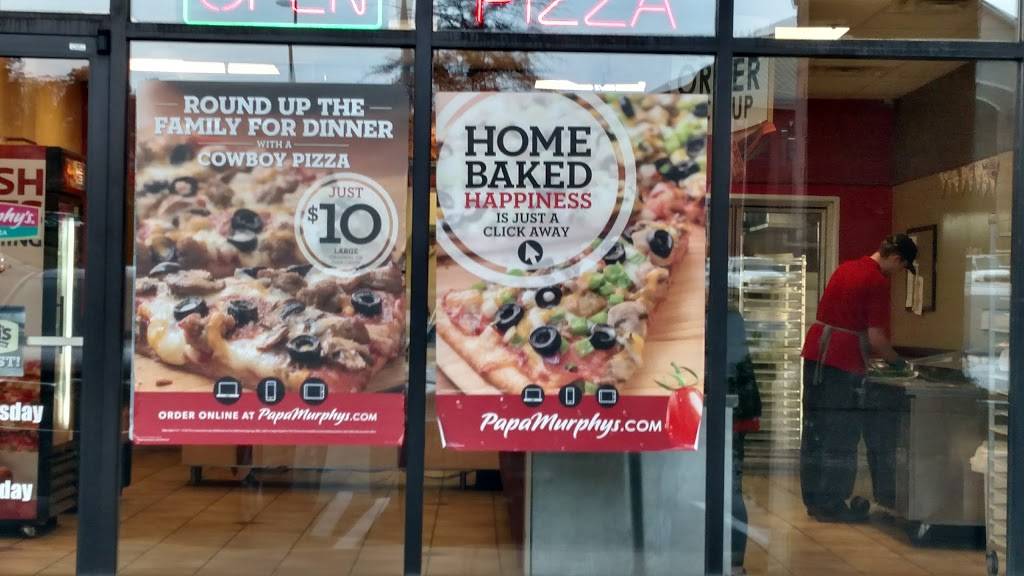 OPEN
PIZZA
ROUND UP THE
FAMILY FOR DINNER
WITH A
COWBOY PIZZA
JUST
$10
LARGE
ORDER ONLINE AT PapaMurphys.COM
HOME
BAKED
HAPPINESS
IS JUST A
CLICK AWAY
PapaMurphys.COM
SH
phy's.
sday
day
UP